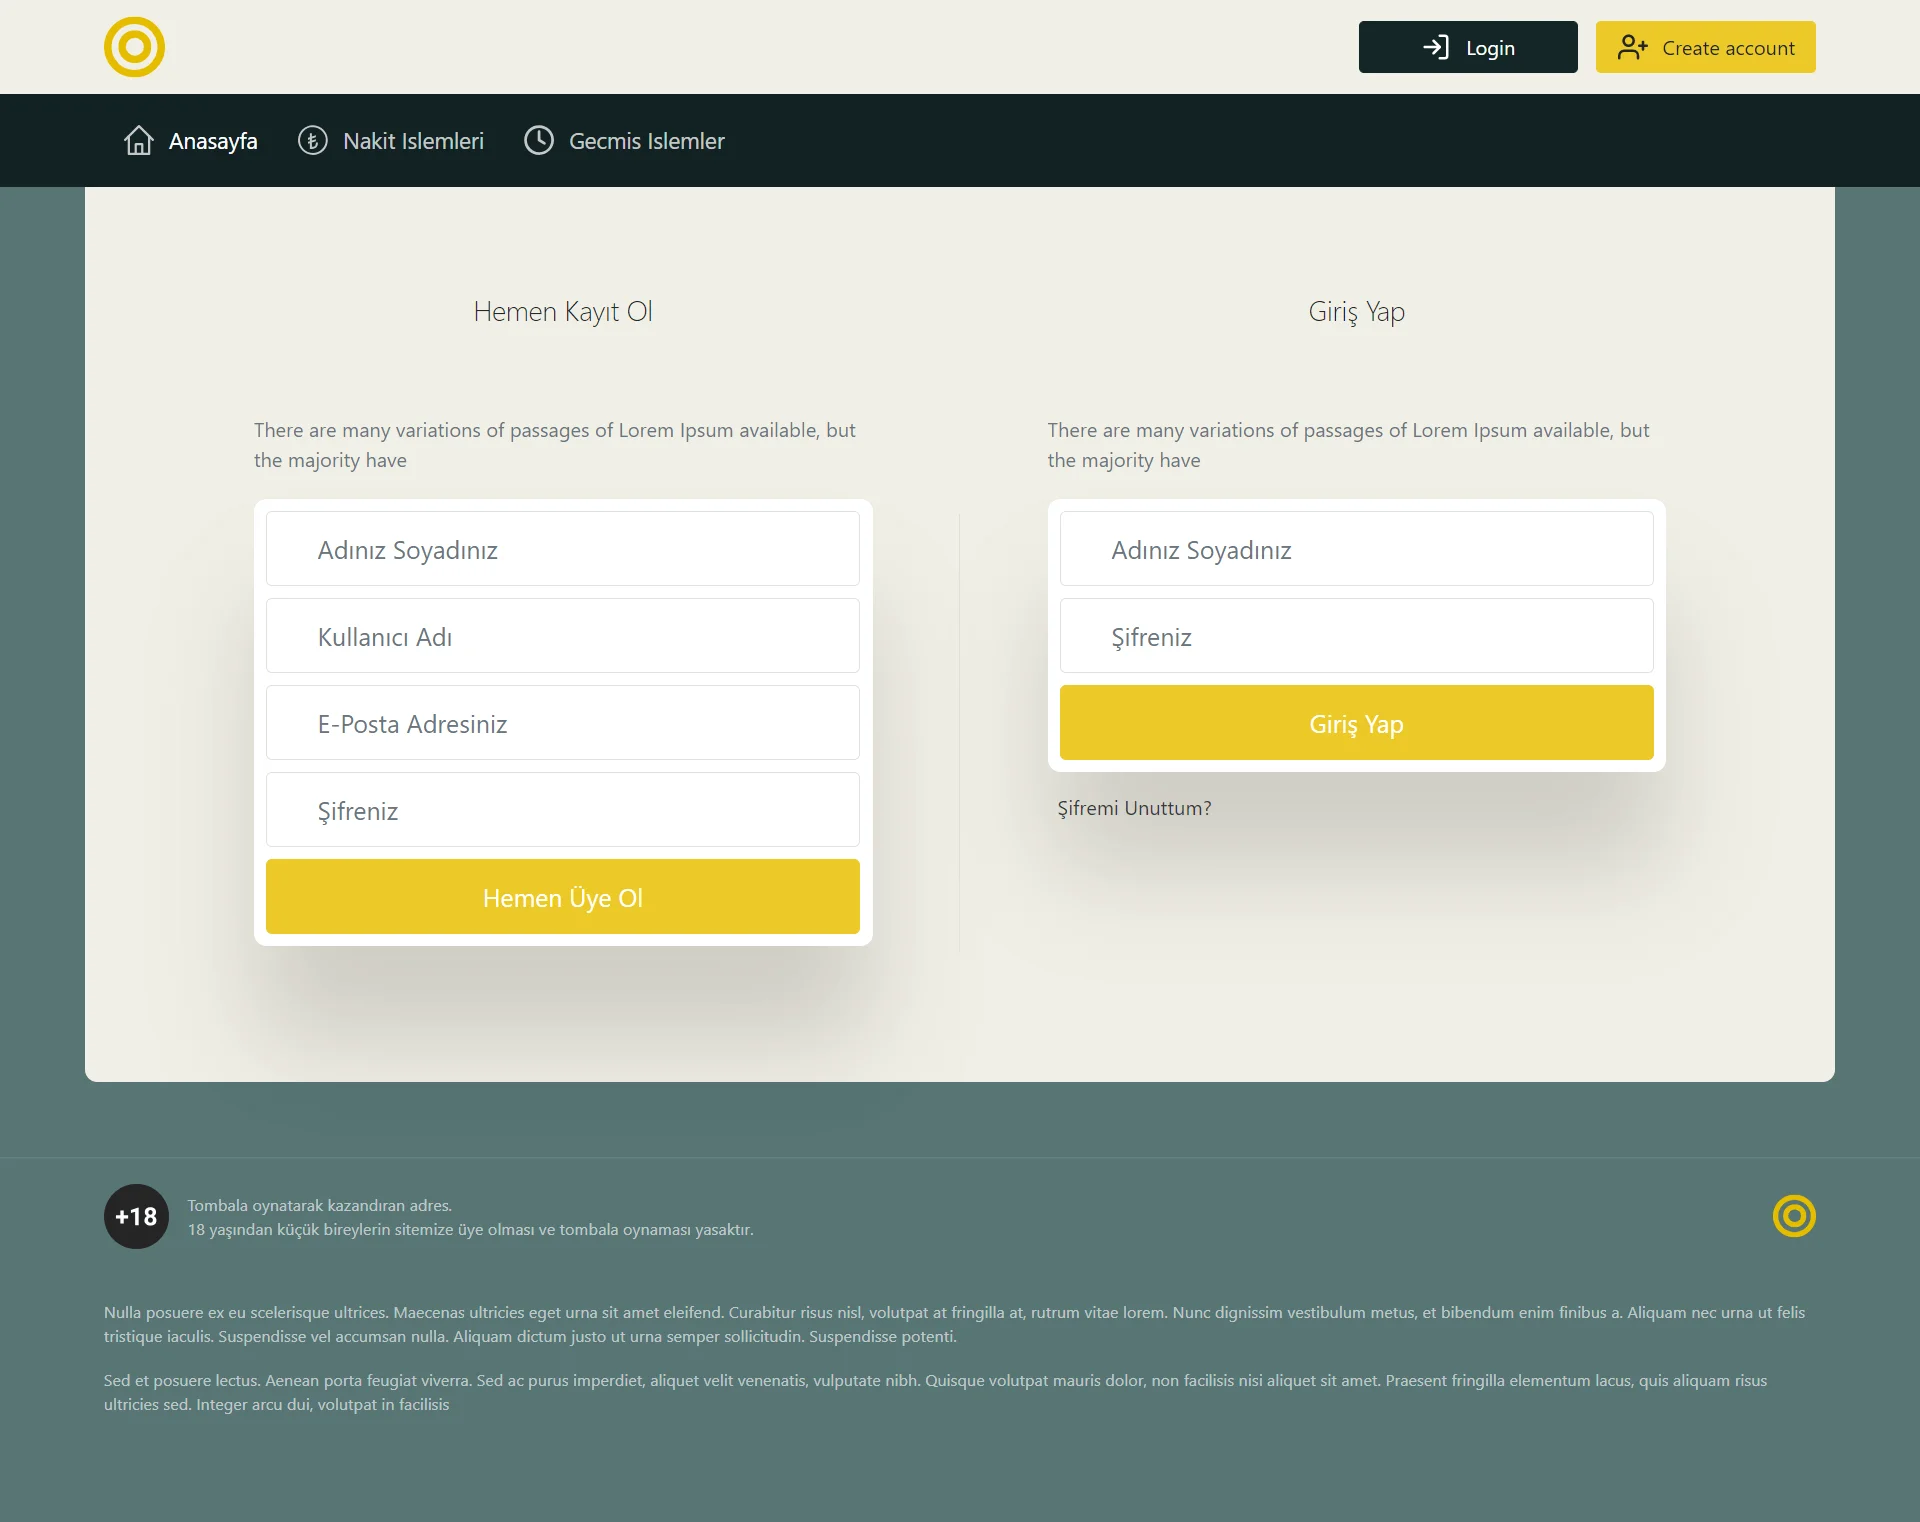 Login
Create account
Anasayfa
Nakit Islemleri
Gecmis Islemler
Hemen Kayıt Ol
There are many variations of passages of Lorem Ipsum available, but
the majority have
Adınız Soyadınız
Kullanıcı Adı
E-Posta Adresiniz
Şifreniz
Hemen Üye Ol
Giriş Yap
There are many variations of passages of Lorem Ipsum available, but
the majority have
Adınız Soyadınız
Şifreniz
Giriş Yap
Şifremi Unuttum?
+18
Tombala oynatarak kazandıran adres.
18 yaşından küçük bireylerin sitemize üye olması ve tombala oynaması yasaktır.
Nulla posuere ex eu scelerisque ultrices. Maecenas ultricies eget urna sit amet eleifend. Curabitur risus nisl, volutpat at fringilla at, rutrum vitae lorem. Nunc dignissim vestibulum metus, et bibendum enim finibus a. Aliquam nec urna ut felis
tristique iaculis. Suspendisse vel accumsan nulla. Aliquam dictum justo ut urna semper sollicitudin. Suspendisse potenti.
Sed et posuere lectus. Aenean porta feugiat viverra. Sed ac purus imperdiet, aliquet velit venenatis, vulputate nibh. Quisque volutpat mauris dolor, non facilisis nisi aliquet sit amet. Praesent fringilla elementum lacus, quis aliquam risus
ultricies sed. Integer arcu dui, volutpat in facilisis